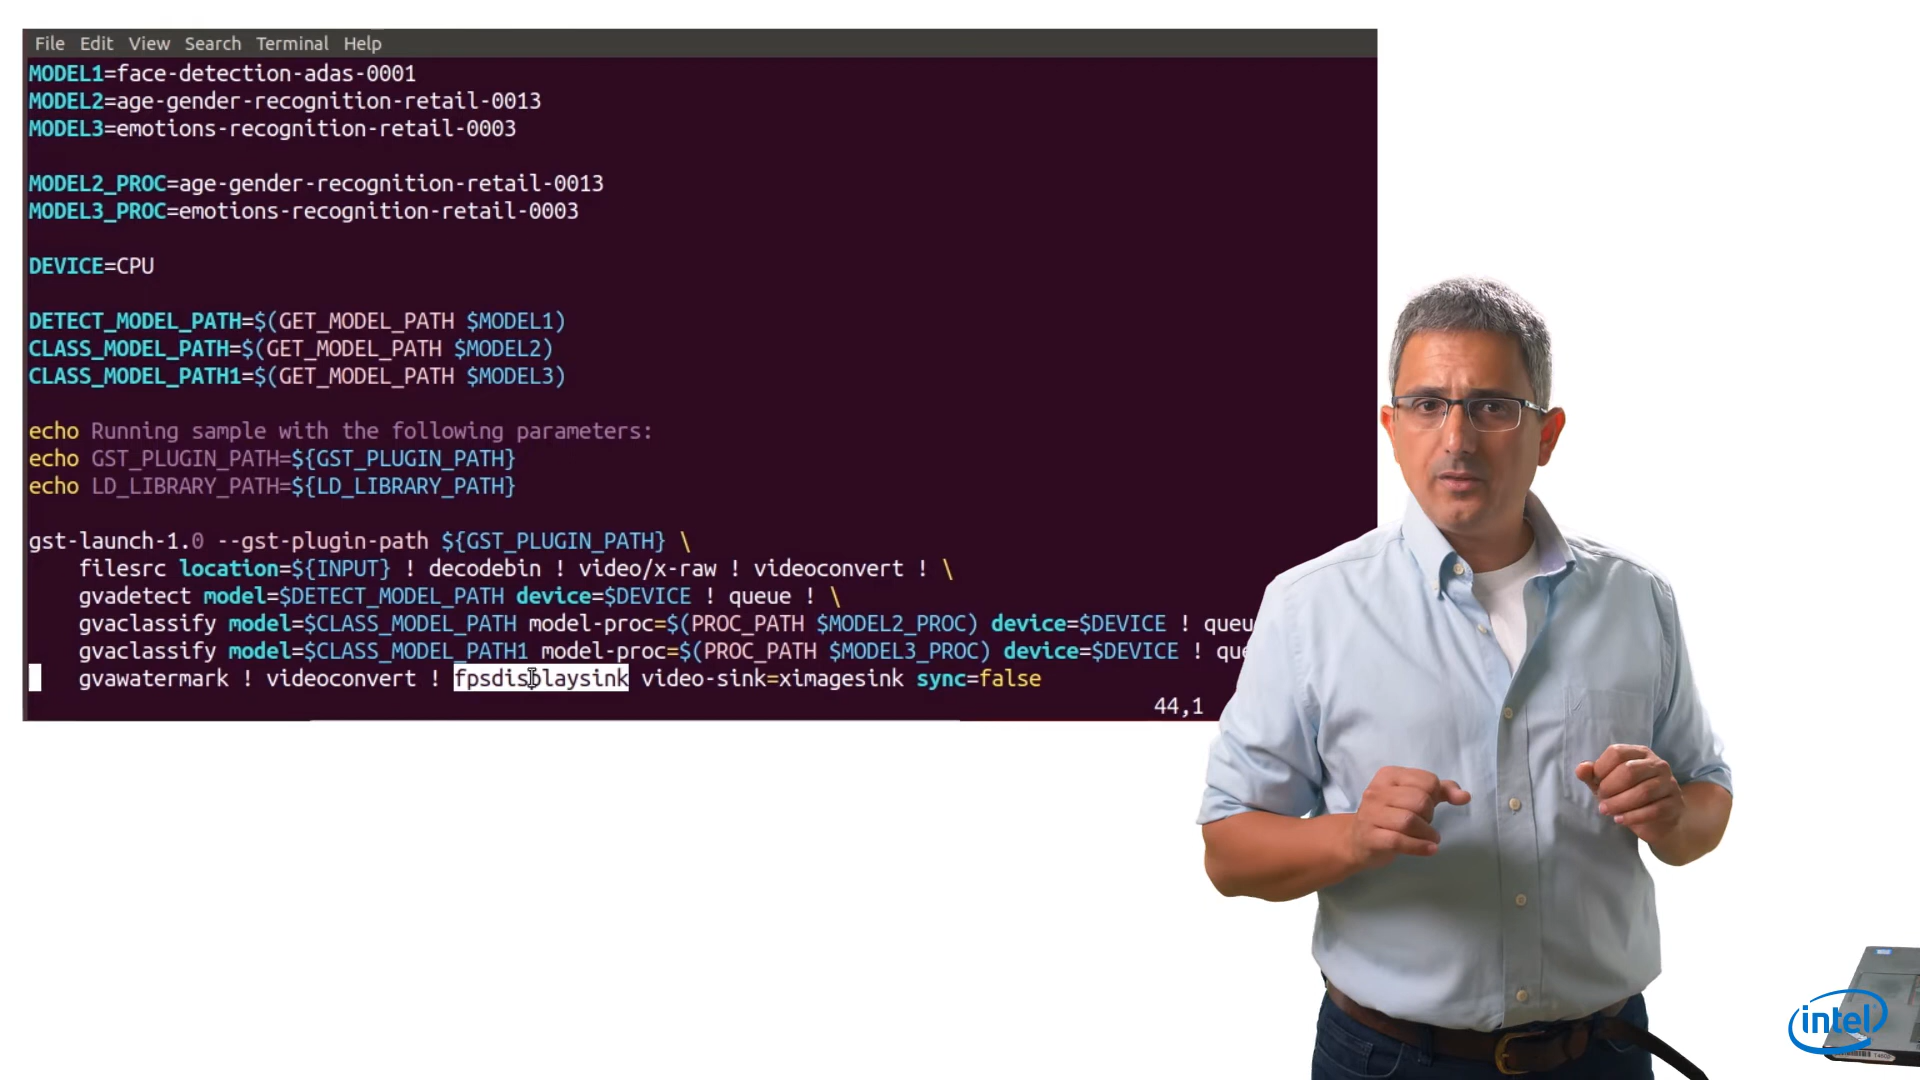 File Edit View Search Terminal Help
MODEL1=face-detection-adas-0001
MODEL2=age-gender-recognition-retail-0013
MODEL3=emotions-recognition-retail-0003
MODEL2_PROC=age-gender-recognition-retail-0013
MODEL3_PROC=emotions-recognition-retail-0003
DEVICE=CPU
DETECT_MODEL_PATH=$(GET_MODEL_PATH $MODEL1)
CLASS_MODEL_PATH=$(GET_MODEL_PATH $MODEL2)
CLASS_MODEL_PATH1=$(GET_MODEL_PATH $MODEL3)
echo Running sample with the following parameters:
echo GST_PLUGIN_PATH=${GST_PLUGIN_PATH}
echo LD_LIBRARY_PATH=${LD_LIBRARY_PATH}
gst-launch-1.0 --gst-plugin-path ${GST_PLUGIN_PATH} \
filesrc location=${INPUT} ! decodebin ! video/x-raw ! videoconvert ! \
gvadetect model=$DETECT_MODEL_PATH device=$DEVICE ! queue ! \
gvaclassify model=$CLASS_MODEL_PATH model-proc=$(PROC_PATH $MODEL2_PROC) device=$DEVICE ! queu
gvaclassify model=$CLASS_MODEL_PATH1 model-proc=$(PROC_PATH $MODEL3_PROC) device=$DEVICE ! que
gvawatermark ! videoconvert ! fpsdisplaysink video-sink=ximagesink sync=false
44,1
intel